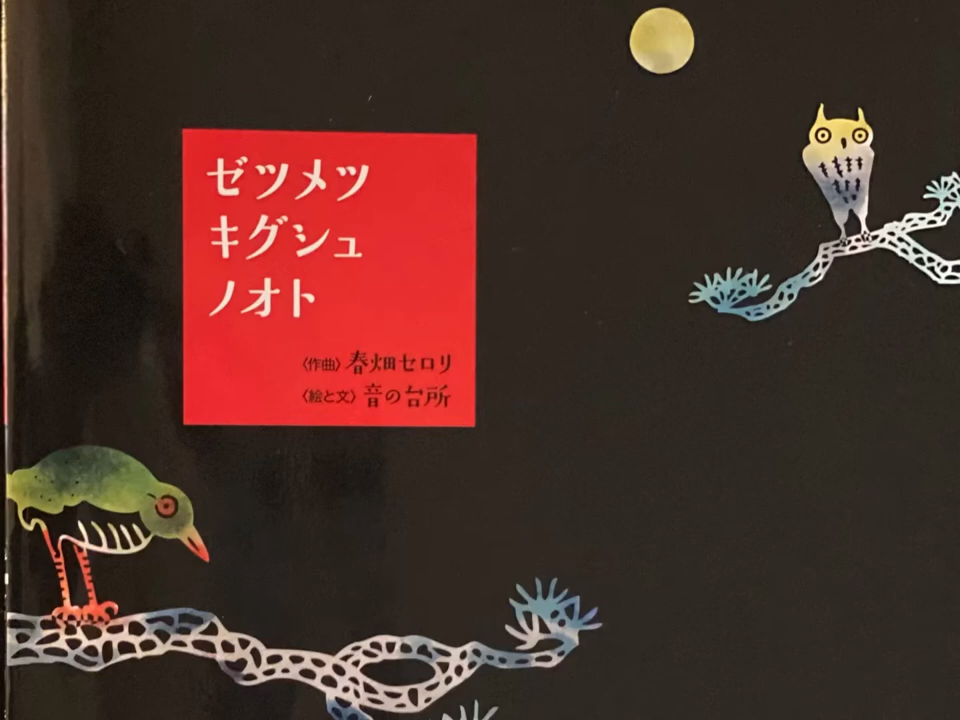 ゼツメツ
キグシュ
ノオト
〈作曲〉春畑セロリ
〈絵と文〉音の台所